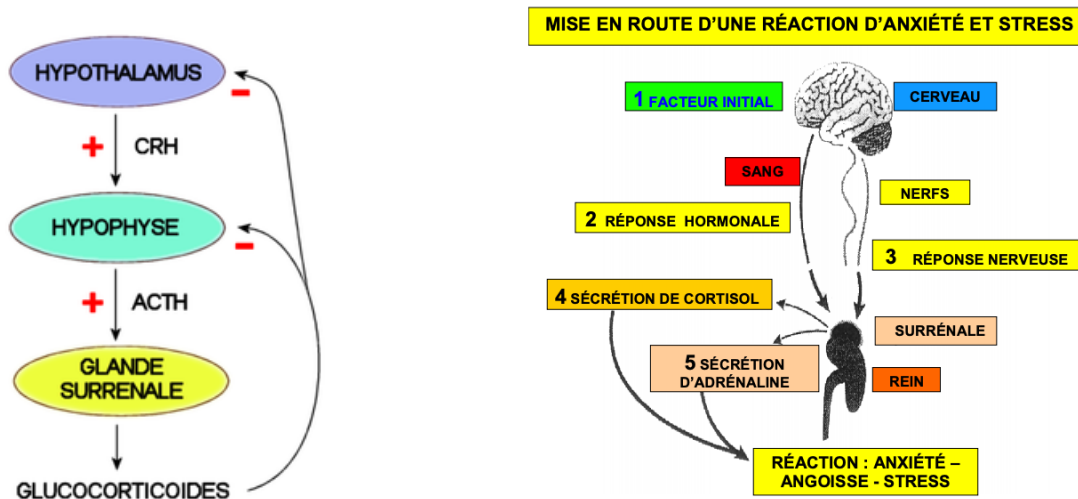 HYPOTHALAMUS
−
+ CRH
HYPOPHYSE
−
+ ACTH
GLANDE
SURRENALE
GLUCOCORTICOIDES
MISE EN ROUTE D'UNE RÉACTION D'ANXIÉTÉ ET STRESS
1 FACTEUR INITIAL
CERVEAU
SANG
NERFS
2 RÉPONSE HORMONALE
3 RÉPONSE NERVEUSE
4 SÉCRÉTION DE CORTISOL
SURRÉNALE
5 SÉCRÉTION
D'ADRÉNALINE
REIN
RÉACTION : ANXIÉTÉ –
ANGOISSE - STRESS